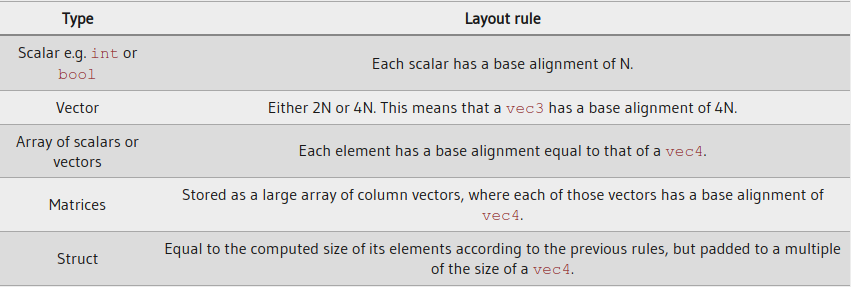 Type Layout rule
Scalar e.g. int or
bool
Each scalar has a base alignment of N.
Vector Either 2N or 4N. This means that a vec3 has a base alignment of 4N.
Array of scalars or
vectors
Each element has a base alignment equal to that of a vec4.
Matrices
Stored as a large array of column vectors, where each of those vectors has a base alignment of
vec4.
Struct
Equal to the computed size of its elements according to the previous rules, but padded to a multiple
of the size of a vec4.